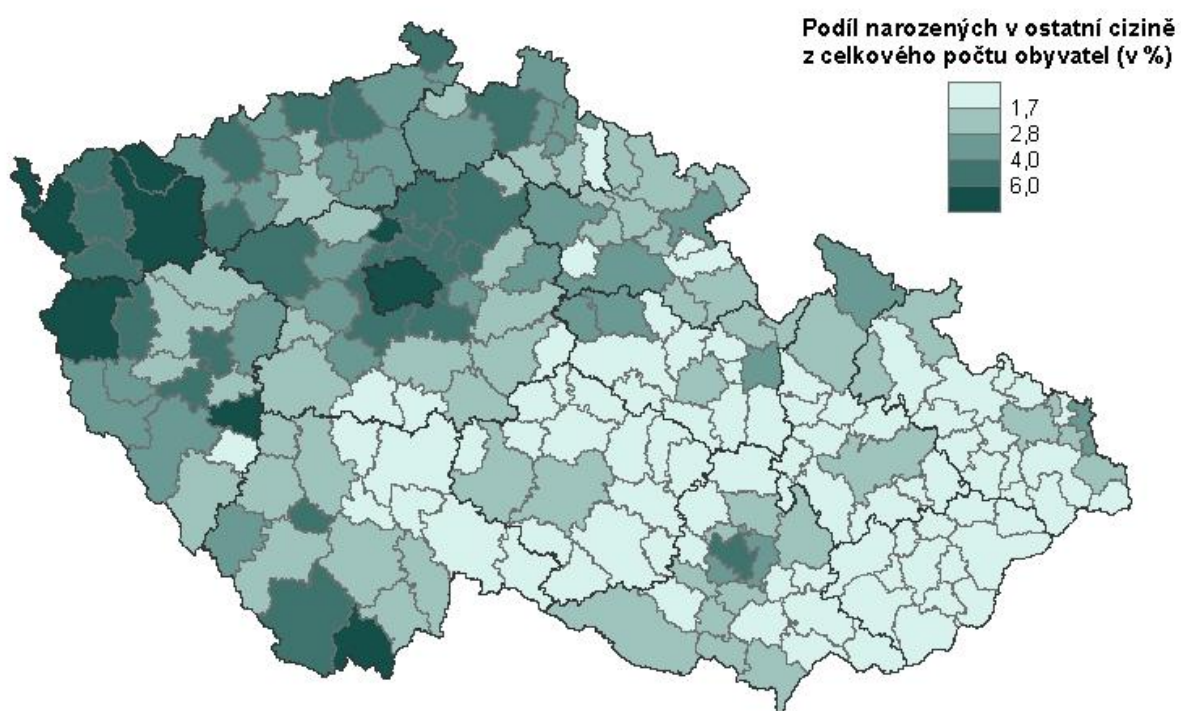 Podíl narozených v ostatní cizině
z celkového počtu obyvatel (v %)
1,7
2,8
4,0
6,0